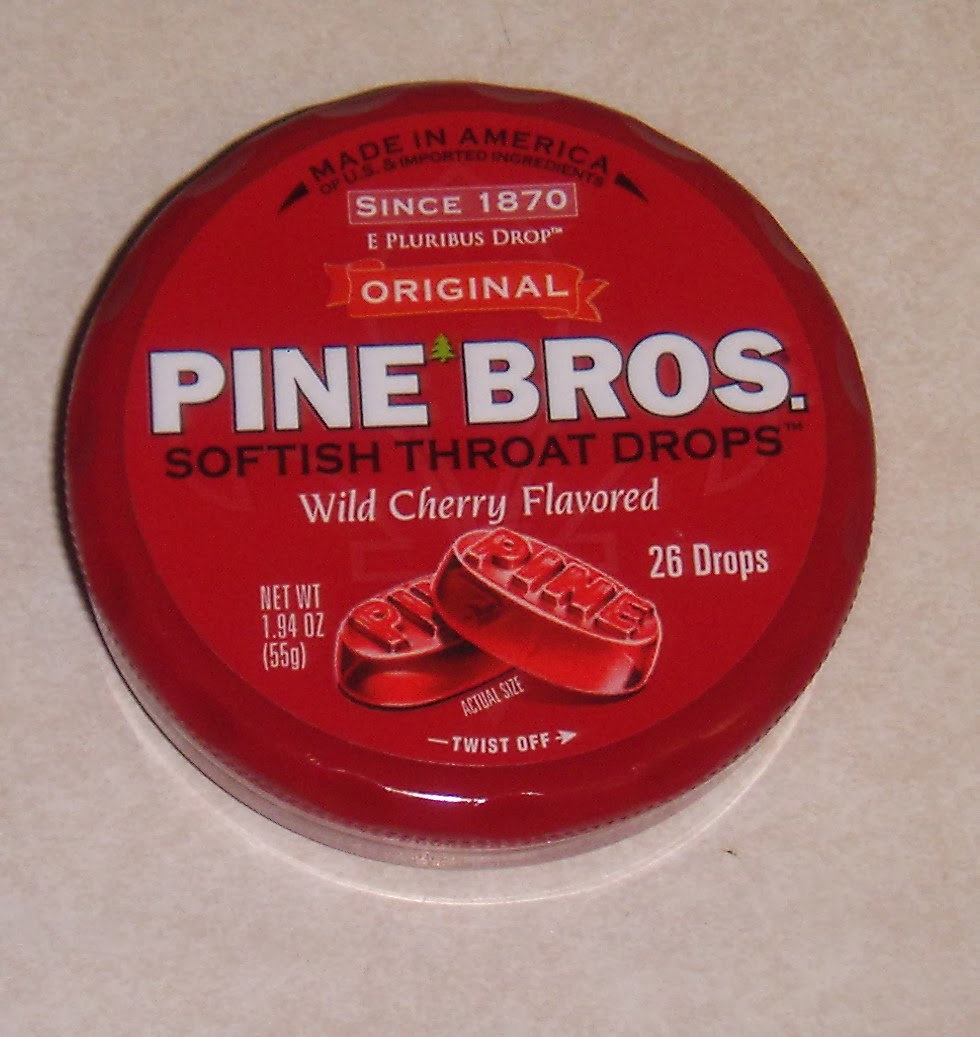 MADE IN AMERICA
OF U.S. & IMPORTED INGREDIENTS
SINCE 1870
E PLURIBUS DROP™
ORIGINAL
PINE BROS.
SOFTISH THROAT DROPS™
Wild Cherry Flavored
26 Drops
NET WT
1.94 OZ
(55g)
PI
PINE
ACTUAL SIZE
TWIST OFF